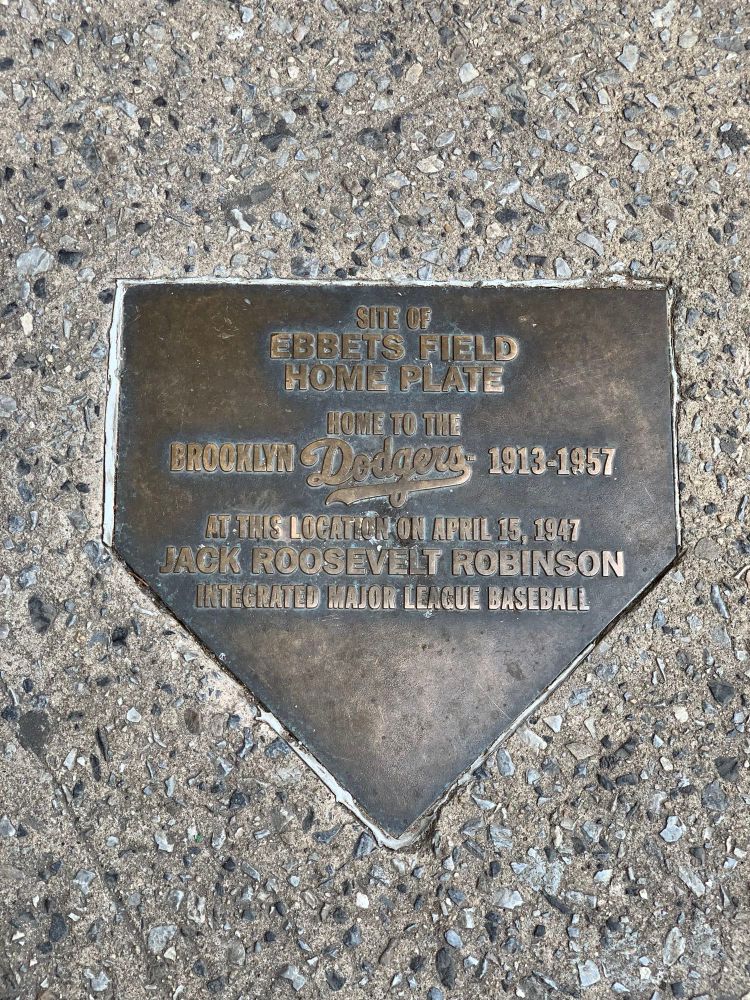 SITE OF
EBBETS FIELD
HOME PLATE
HOME TO THE
BROOKLYN Dodgers™ 1913-1957
AT THIS LOCATION ON APRIL 15, 1947
JACK ROOSEVELT ROBINSON
INTEGRATED MAJOR LEAGUE BASEBALL